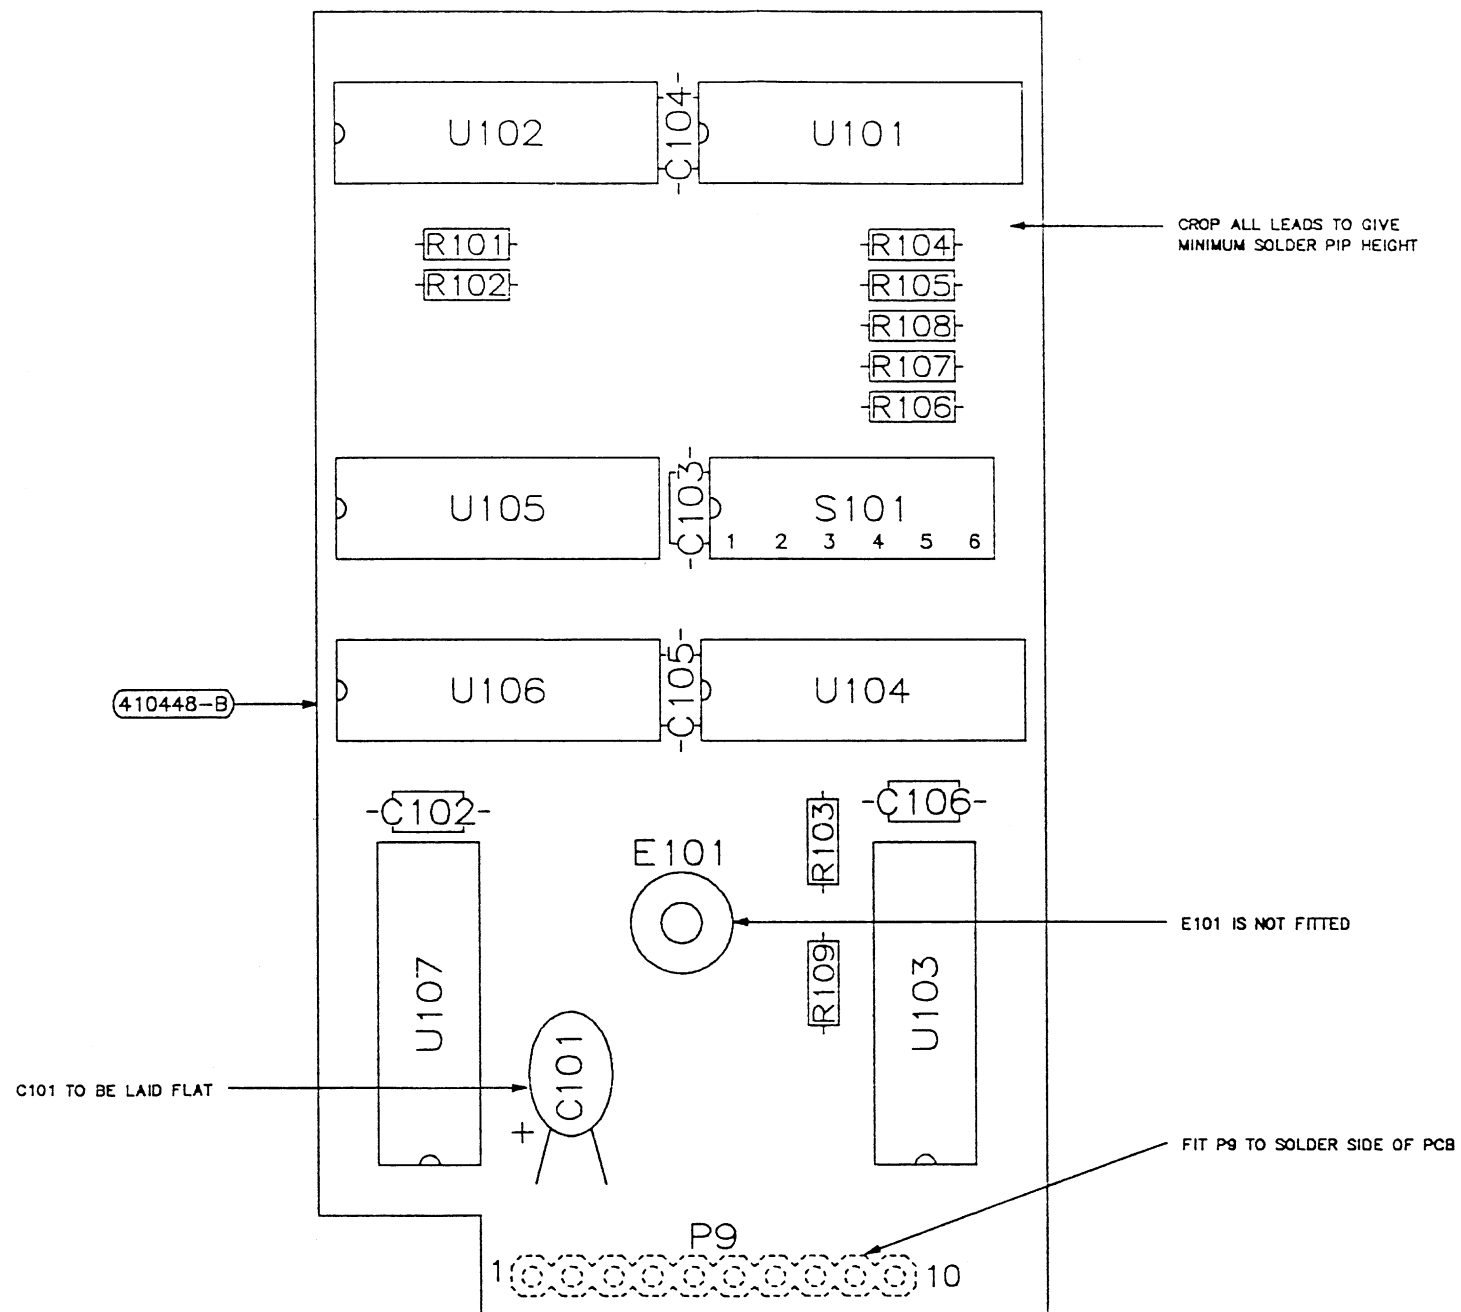 U102
C104
U101
CROP ALL LEADS TO GIVE
MINIMUM SOLDER PIP HEIGHT
R101
R104
R102
R105
R108
R107
R106
U105
C103
S101
1 2 3 4 5 6
410448-B
U106
C105
U104
C102
C106
R103
E101
E101 IS NOT FITTED
U107
R109
U103
C101
C101 TO BE LAID FLAT
+
FIT P9 TO SOLDER SIDE OF PCB
P9
1
10